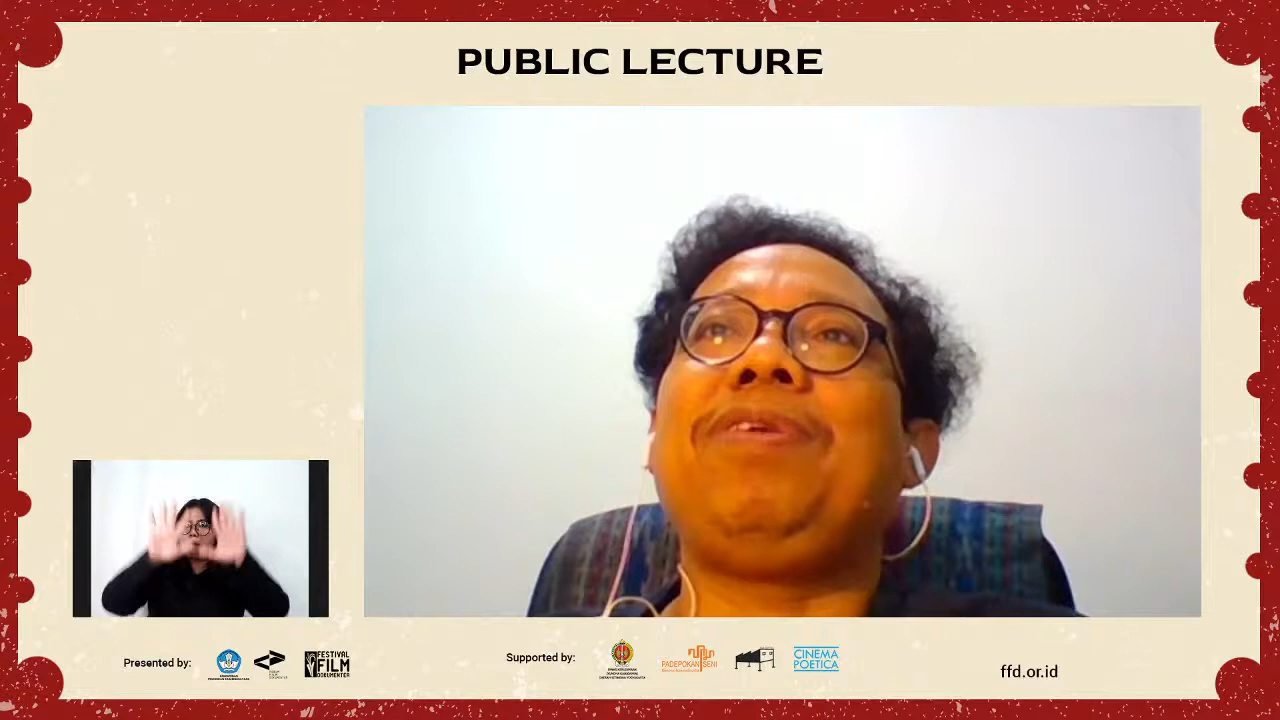 PUBLIC LECTURE
Presented by:
FESTIVAL
FILM
DOKUMENTER
Supported by:
PADEPOKAN SENI
CINEMA
POETICA
ffd.or.id